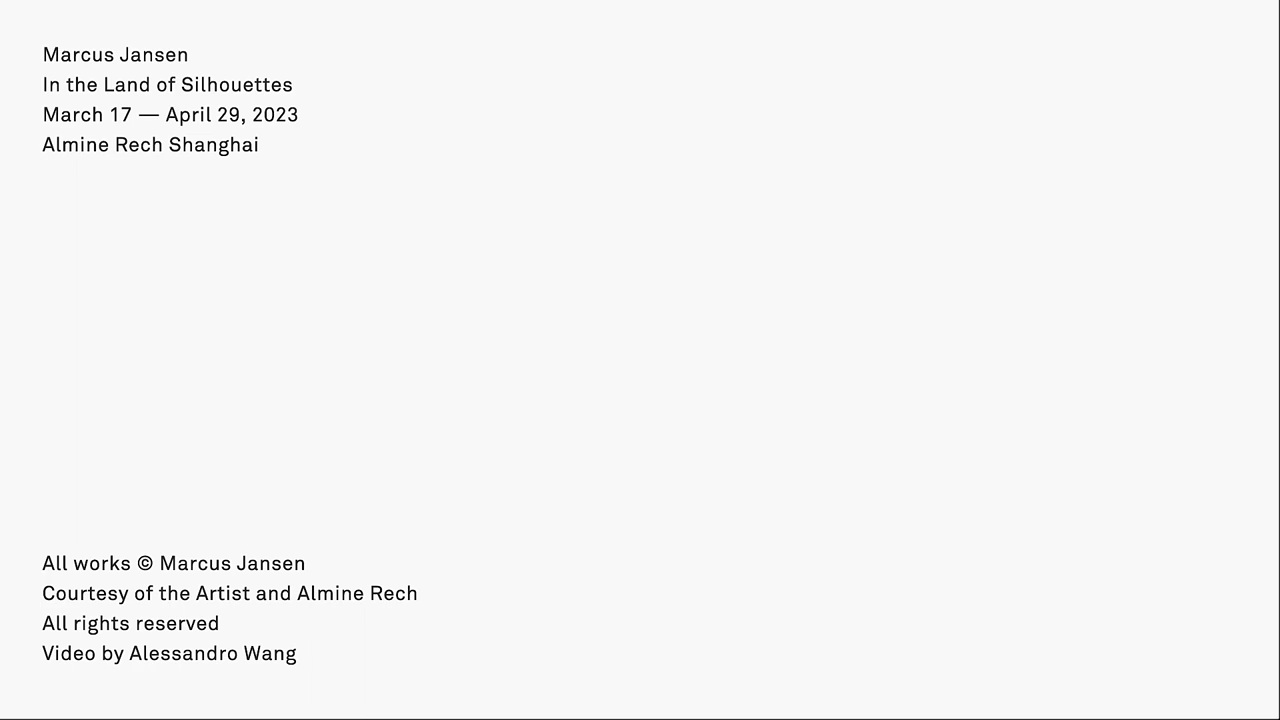 Marcus Jansen
In the Land of Silhouettes
March 17 — April 29, 2023
Almine Rech Shanghai
All works © Marcus Jansen
Courtesy of the Artist and Almine Rech
All rights reserved
Video by Alessandro Wang